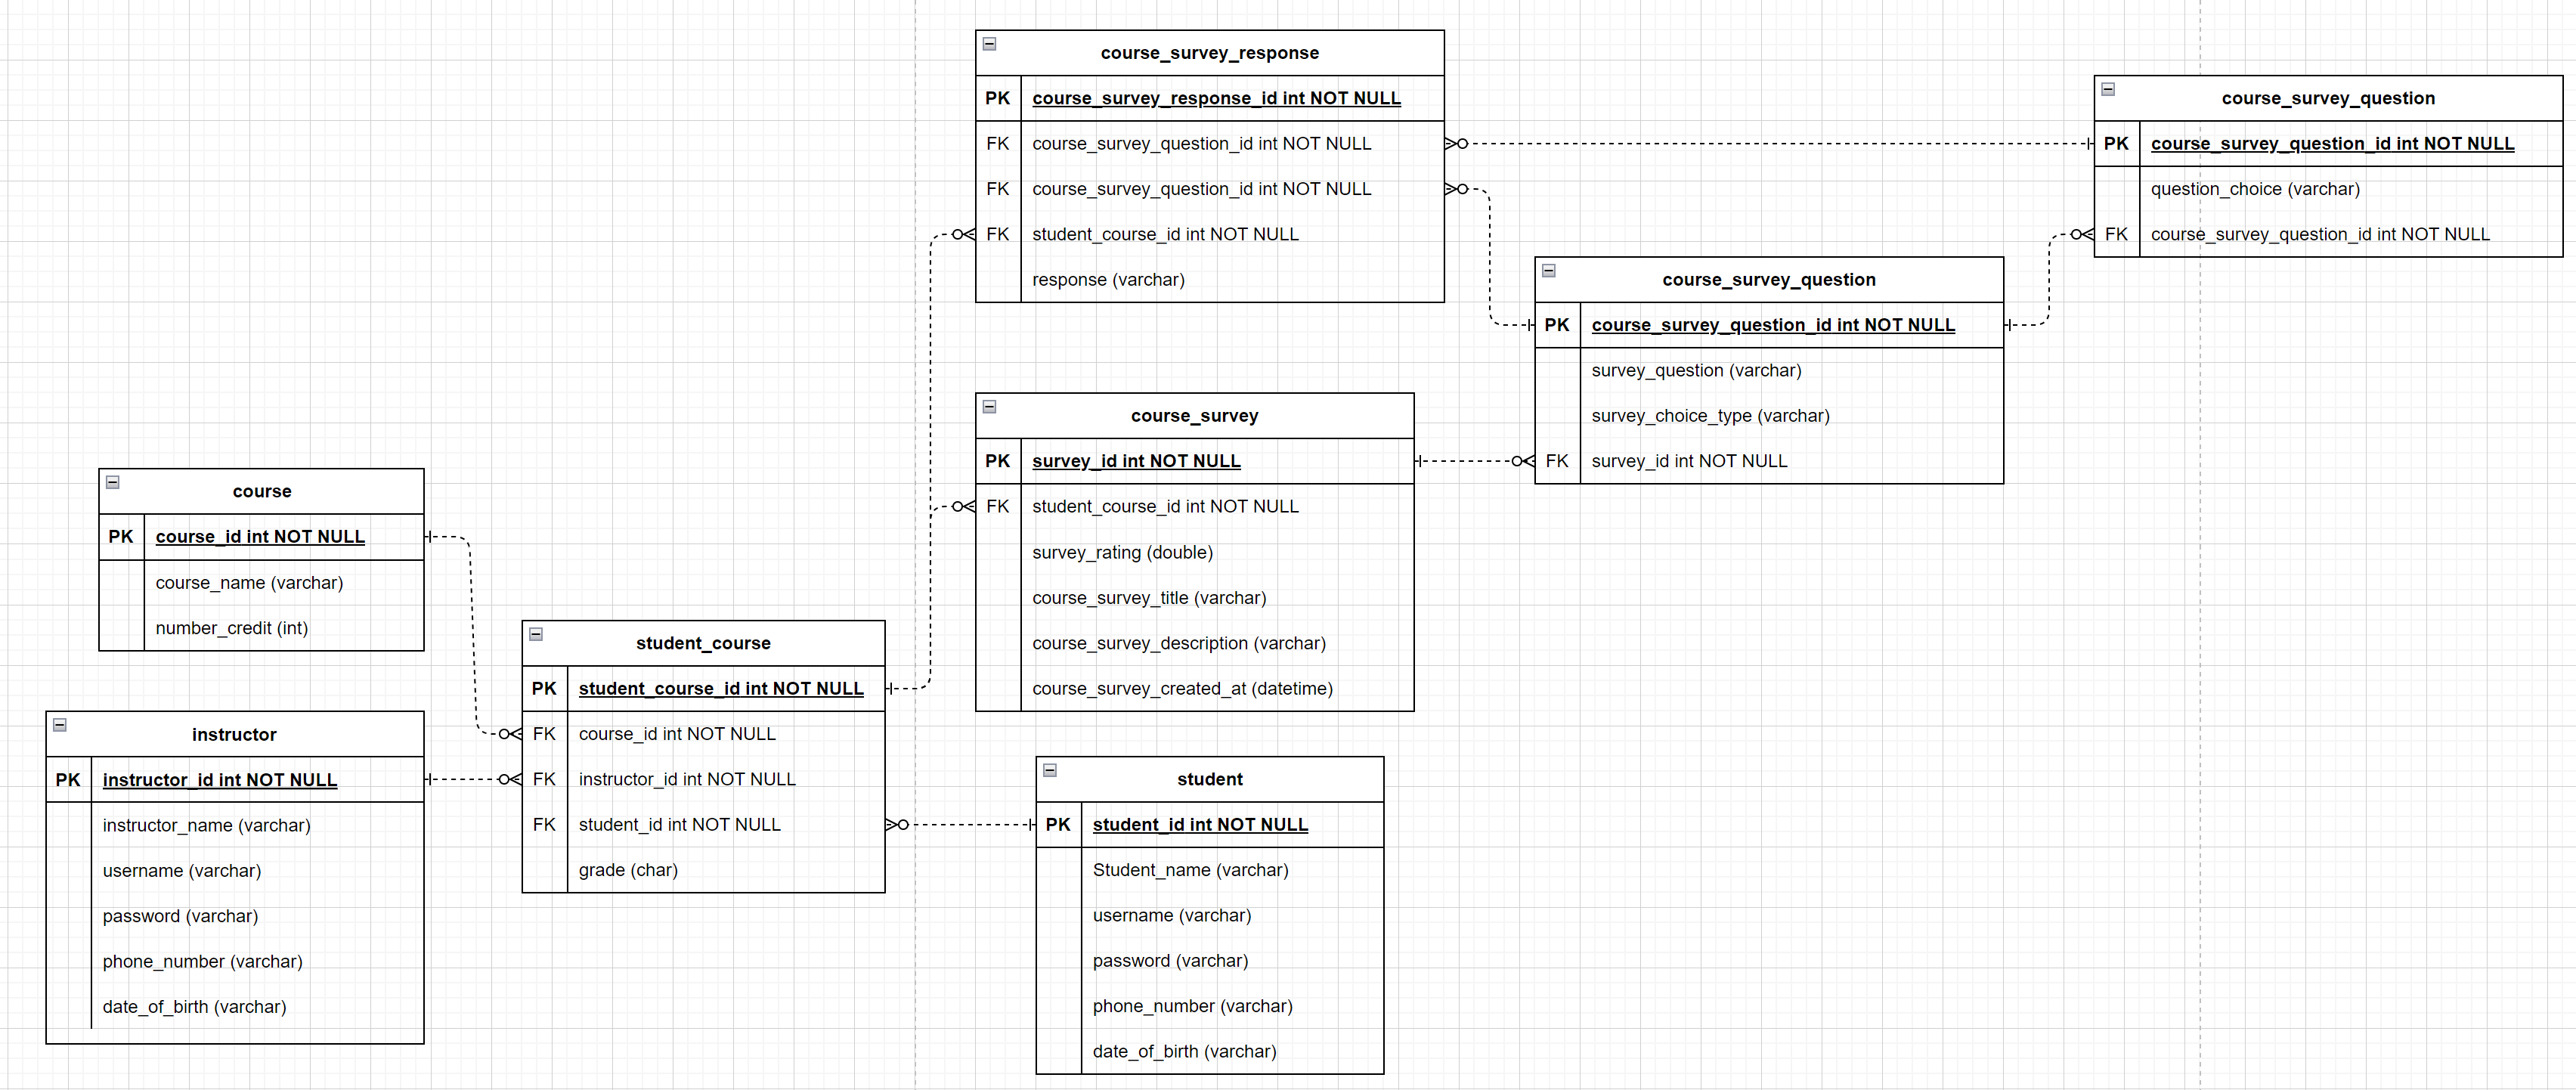 course_survey_response
PK course_survey_response_id int NOT NULL
FK course_survey_question_id int NOT NULL
FK course_survey_question_id int NOT NULL
FK student_course_id int NOT NULL
response (varchar)
course_survey_question
PK course_survey_question_id int NOT NULL
question_choice (varchar)
FK course_survey_question_id int NOT NULL
course_survey_question
PK course_survey_question_id int NOT NULL
survey_question (varchar)
survey_choice_type (varchar)
FK survey_id int NOT NULL
course_survey
PK survey_id int NOT NULL
FK student_course_id int NOT NULL
survey_rating (double)
course_survey_title (varchar)
course_survey_description (varchar)
course_survey_created_at (datetime)
course
PK course_id int NOT NULL
course_name (varchar)
number_credit (int)
student_course
PK student_course_id int NOT NULL
FK course_id int NOT NULL
FK instructor_id int NOT NULL
FK student_id int NOT NULL
grade (char)
instructor
PK instructor_id int NOT NULL
instructor_name (varchar)
username (varchar)
password (varchar)
phone_number (varchar)
date_of_birth (varchar)
student
PK student_id int NOT NULL
Student_name (varchar)
username (varchar)
password (varchar)
phone_number (varchar)
date_of_birth (varchar)